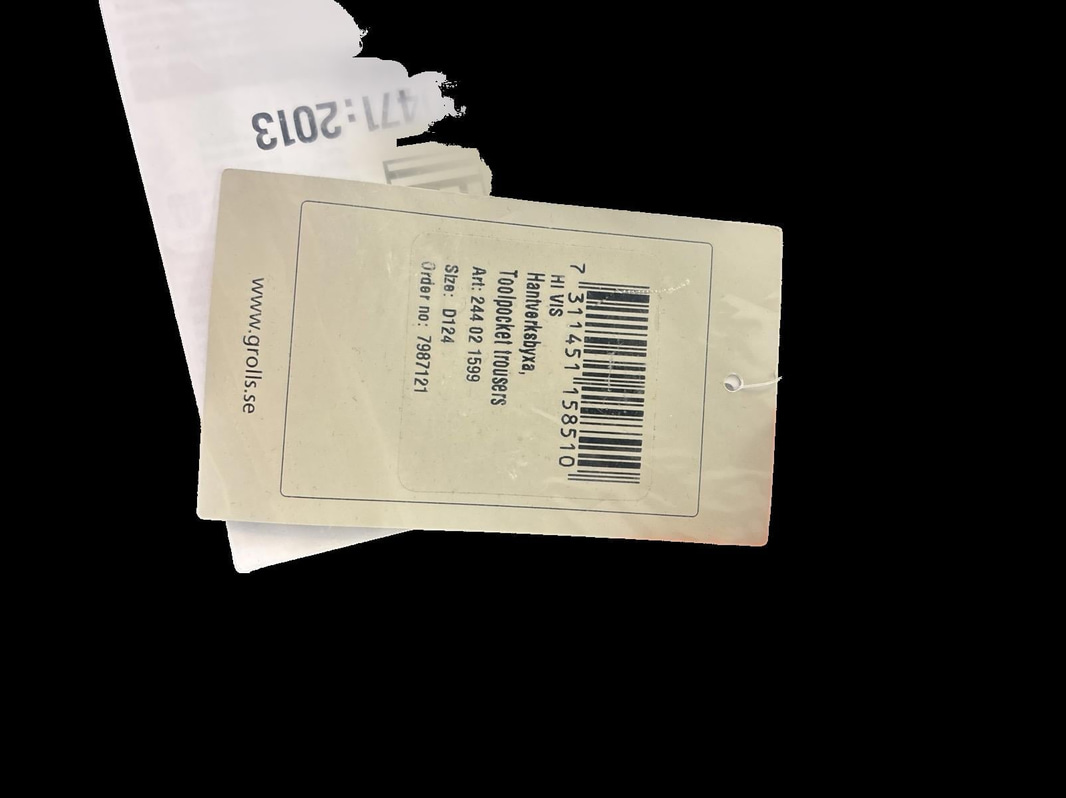 7 311451 158510
HI VIS
Hantverksbyxa,
Toolpocket trousers
Art: 244 02 1599
Size: D124
Order no: 7987121
www.grolls.se
471:2013